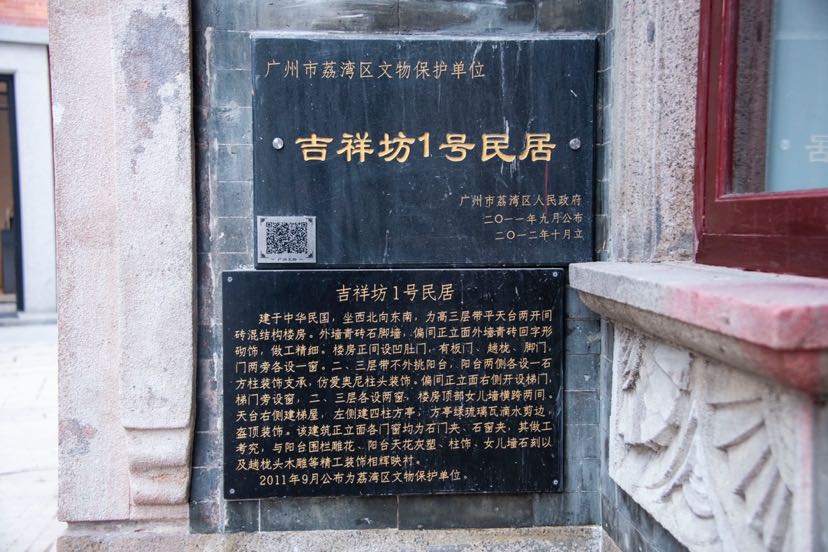 广州市荔湾区文物保护单位
吉祥坊1号民居
广州市荔湾区人民政府
二〇一一年九月公布
二〇一二年十月立
吉祥坊1号民居
建于中华民国，坐西北向东南，为高三层带平天台两开间
砖混结构楼房。外墙青砖石脚墙，偏间正立面外墙青砖回字形
砌饰，做工精细。楼房正间设凹肚门，有板门、趟栊、脚门，
门两旁各设一窗。二、三层带不外挑阳台，阳台两侧各设一石
方柱装饰支承，仿爱奥尼柱头装饰。偏间正立面右侧开设梯门，
梯门旁设窗，二、三层各设两窗，楼房顶部女儿墙横跨两间。
天台右侧建梯屋，左侧建四柱方亭；方亭绿琉璃瓦滴水剪边，
盔顶装饰。该建筑正立面各门窗均为石门夹、石窗夹，其做工
考究，与阳台围栏雕花、阳台天花灰塑、柱饰、女儿墙石刻以
及趟栊头木雕等精工装饰相辉映衬。
2011年9月公布为荔湾区文物保护单位。